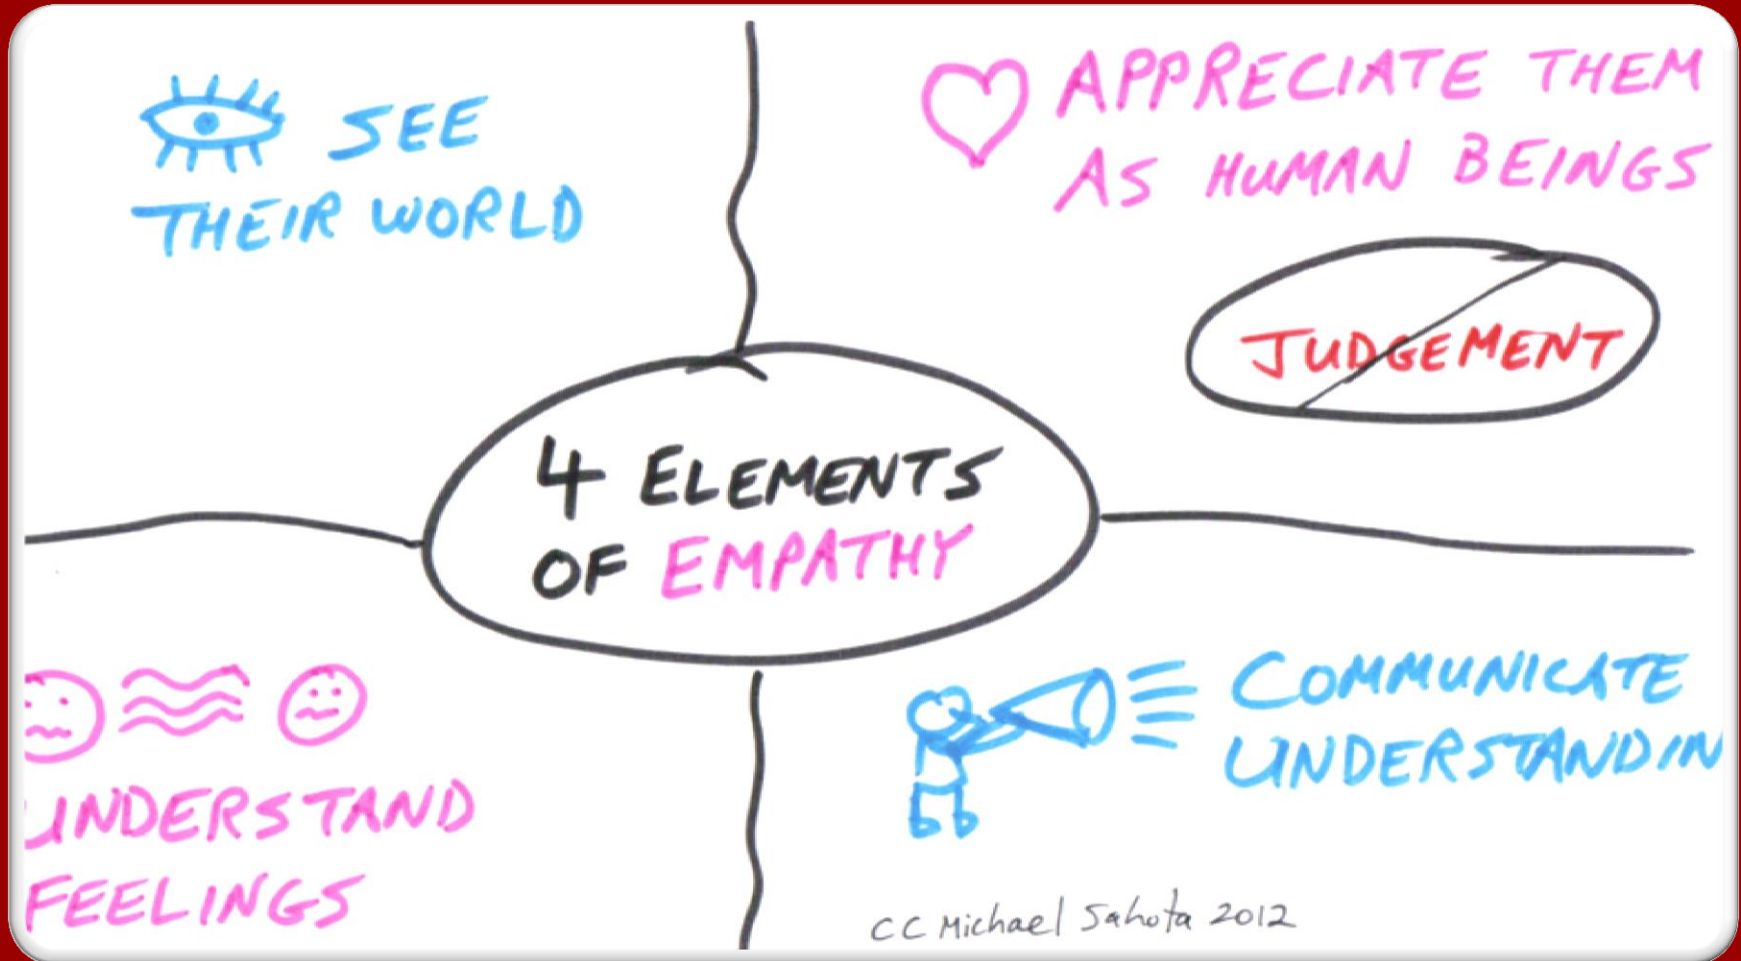 SEE
THEIR WORLD
APPRECIATE THEM
AS HUMAN BEINGS
JUDGEMENT
4 ELEMENTS
OF EMPATHY
UNDERSTAND
FEELINGS
COMMUNICATE
UNDERSTANDIN
CC Michael Sahota 2012